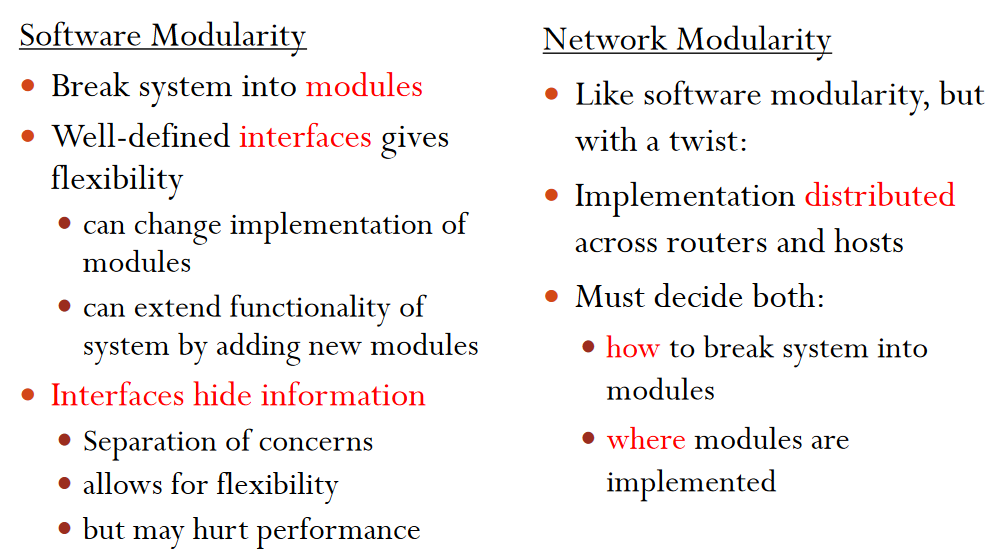 Software Modularity
• Break system into modules
• Well-defined interfaces gives
flexibility
• can change implementation of
modules
• can extend functionality of
system by adding new modules
• Interfaces hide information
• Separation of concerns
• allows for flexibility
• but may hurt performance
Network Modularity
• Like software modularity, but
with a twist:
• Implementation distributed
across routers and hosts
• Must decide both:
• how to break system into
modules
• where modules are
implemented